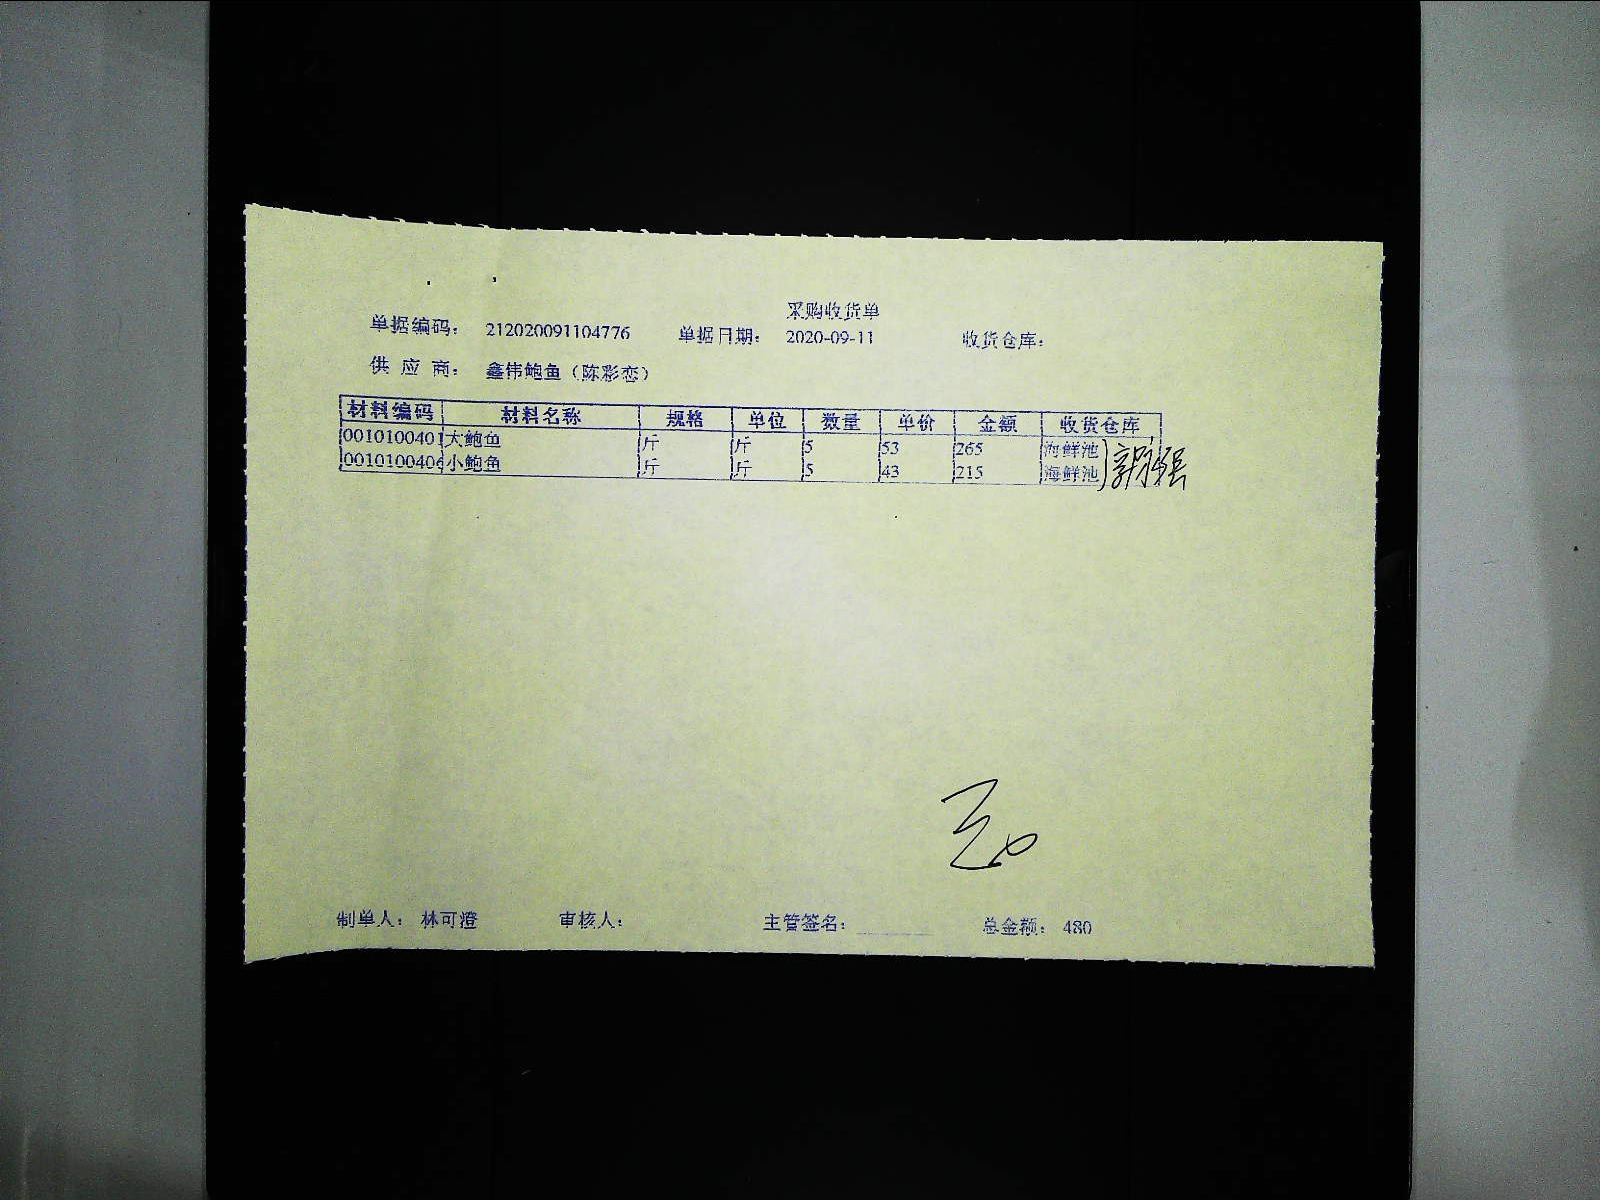 采购收货单
单据编码： 212020091104776 单据日期： 2020-09-11 收货仓库：
供 应 商： 鑫伟鲍鱼（陈彩恋）
材料编码 材料名称 规格 单位 数量 单价 金额 收货仓库
0010100401 大鲍鱼 斤 斤 5 53 265 海鲜池
0010100406 小鲍鱼 斤 斤 5 43 215 海鲜池
制单人： 林可澄 审核人： 主管签名： 总金额： 480